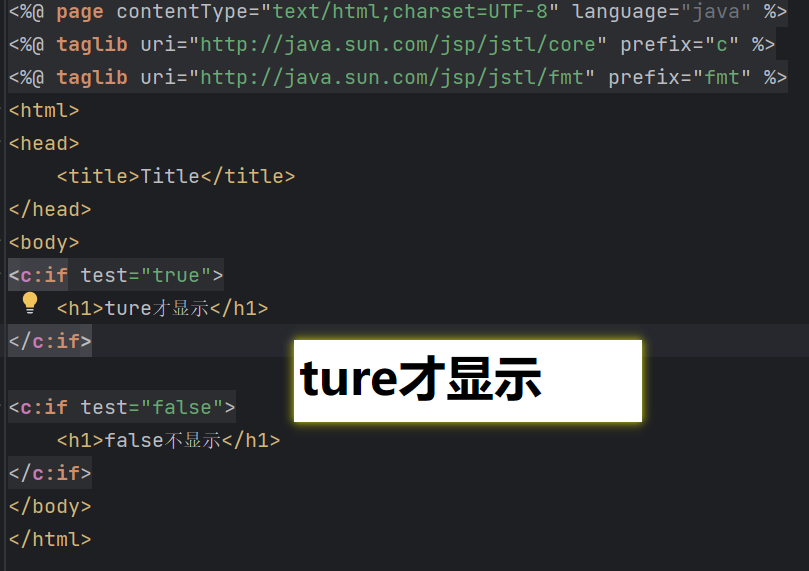 <%@ page contentType="text/html;charset=UTF-8" language="java" %>
<%@ taglib uri="http://java.sun.com/jsp/jstl/core" prefix="c" %>
<%@ taglib uri="http://java.sun.com/jsp/jstl/fmt" prefix="fmt" %>
<html>
<head>
    <title>Title</title>
</head>
<body>
<c:if test="true">
    <h1>ture才显示</h1>
</c:if>
ture才显示
<c:if test="false">
    <h1>false不显示</h1>
</c:if>
</body>
</html>